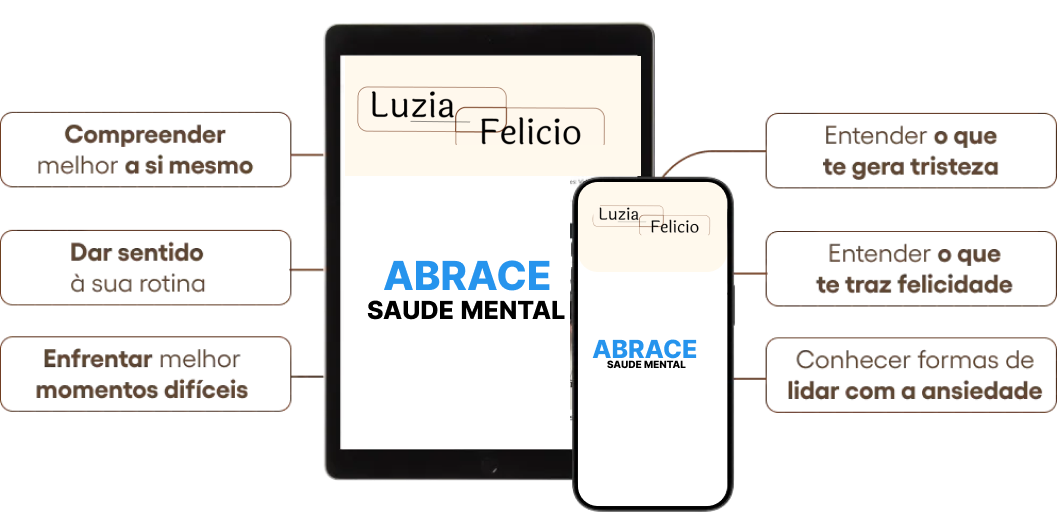 Compreender
melhor a si mesmo
Dar sentido
à sua rotina
Enfrentar melhor
momentos difíceis
Luzia
Felicio
ABRACE
SAUDE MENTAL
Luzia
Felicio
ABRACE
SAUDE MENTAL
Entender o que
te gera tristeza
Entender o que
te traz felicidade
Conhecer formas de
lidar com a ansiedade